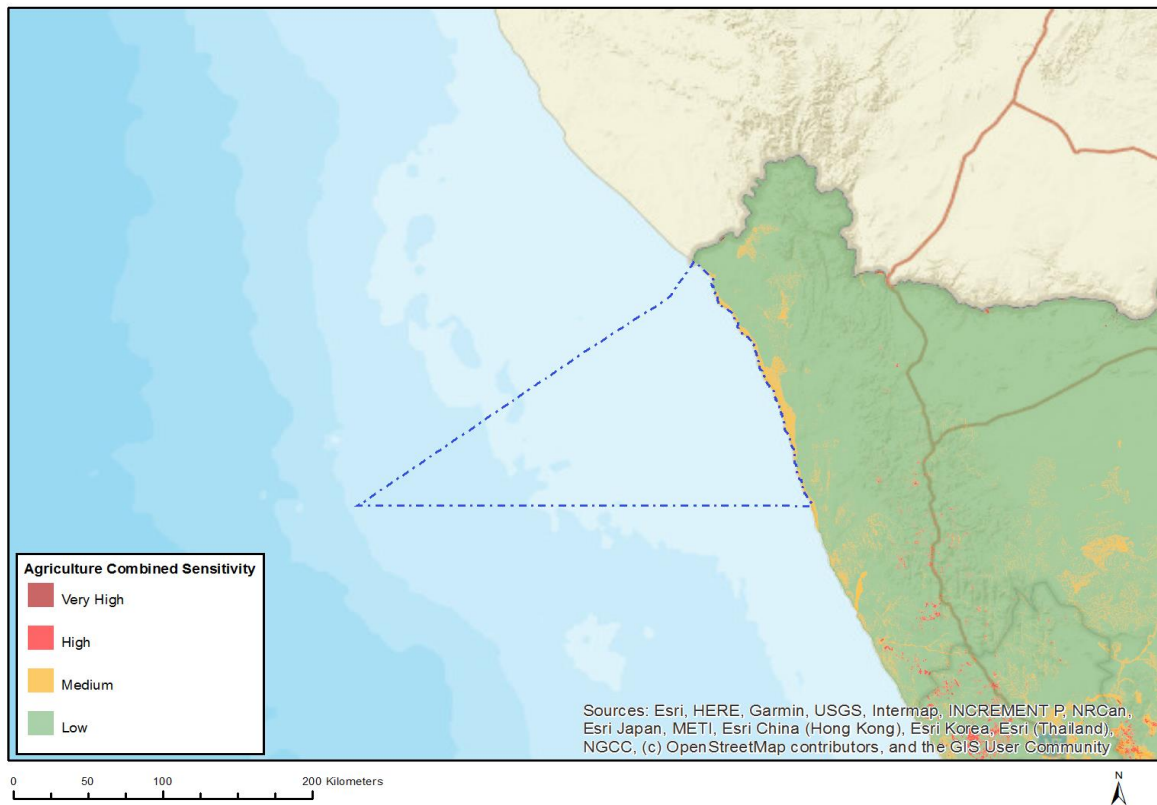 Agriculture Combined Sensitivity
Very High
High
Medium
Low
Sources: Esri, HERE, Garmin, USGS, Intermap, INCREMENT P, NRCan,
Esri Japan, METI, Esri China (Hong Kong), Esri Korea, Esri (Thailand),
NGCC, (c) OpenStreetMap contributors, and the GIS User Community
0 50 100 200 Kilometers
N